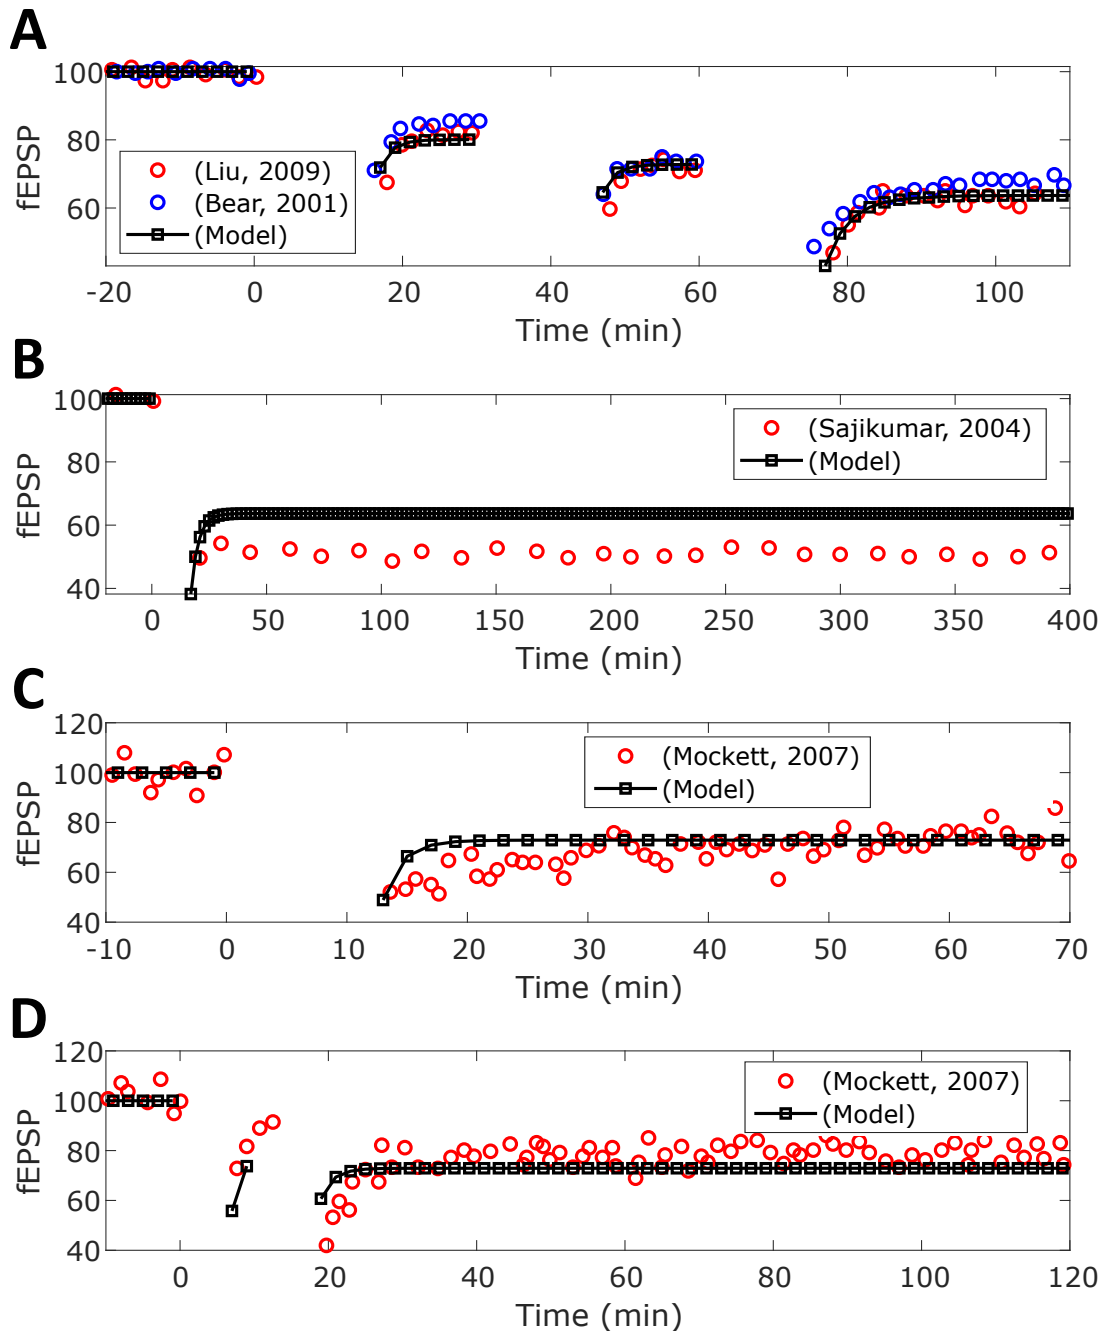 A
100
80
60
fEPSP
(Liu, 2009)
(Bear, 2001)
(Model)
-20 0 20 40 60 80 100
Time (min)
B
100
80
60
40
fEPSP
(Sajikumar, 2004)
(Model)
0 50 100 150 200 250 300 350 400
Time (min)
C
120
100
80
60
40
fEPSP
(Mockett, 2007)
(Model)
-10 0 10 20 30 40 50 60 70
Time (min)
D
120
100
80
60
40
fEPSP
(Mockett, 2007)
(Model)
0 20 40 60 80 100 120
Time (min)